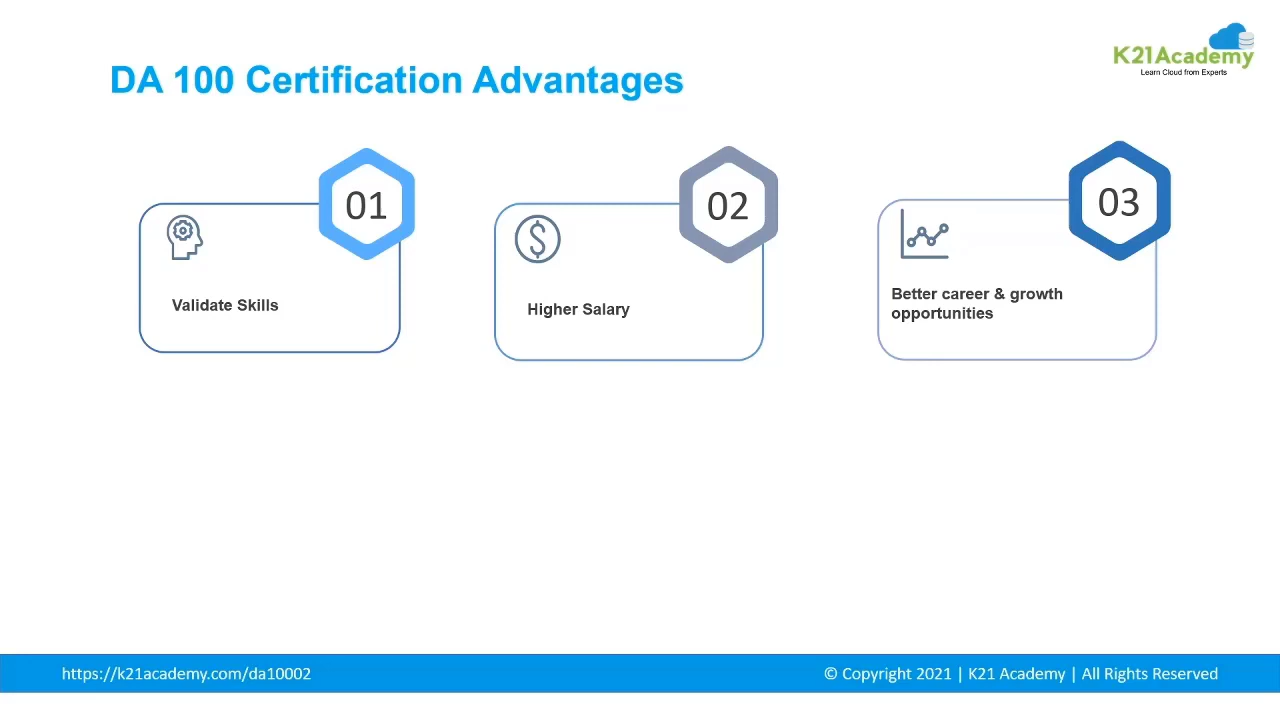 K21Academy
Learn Cloud from Experts
DA 100 Certification Advantages
01
Validate Skills
02
Higher Salary
03
Better career & growth
opportunities
https://k21academy.com/da10002
© Copyright 2021 | K21 Academy | All Rights Reserved